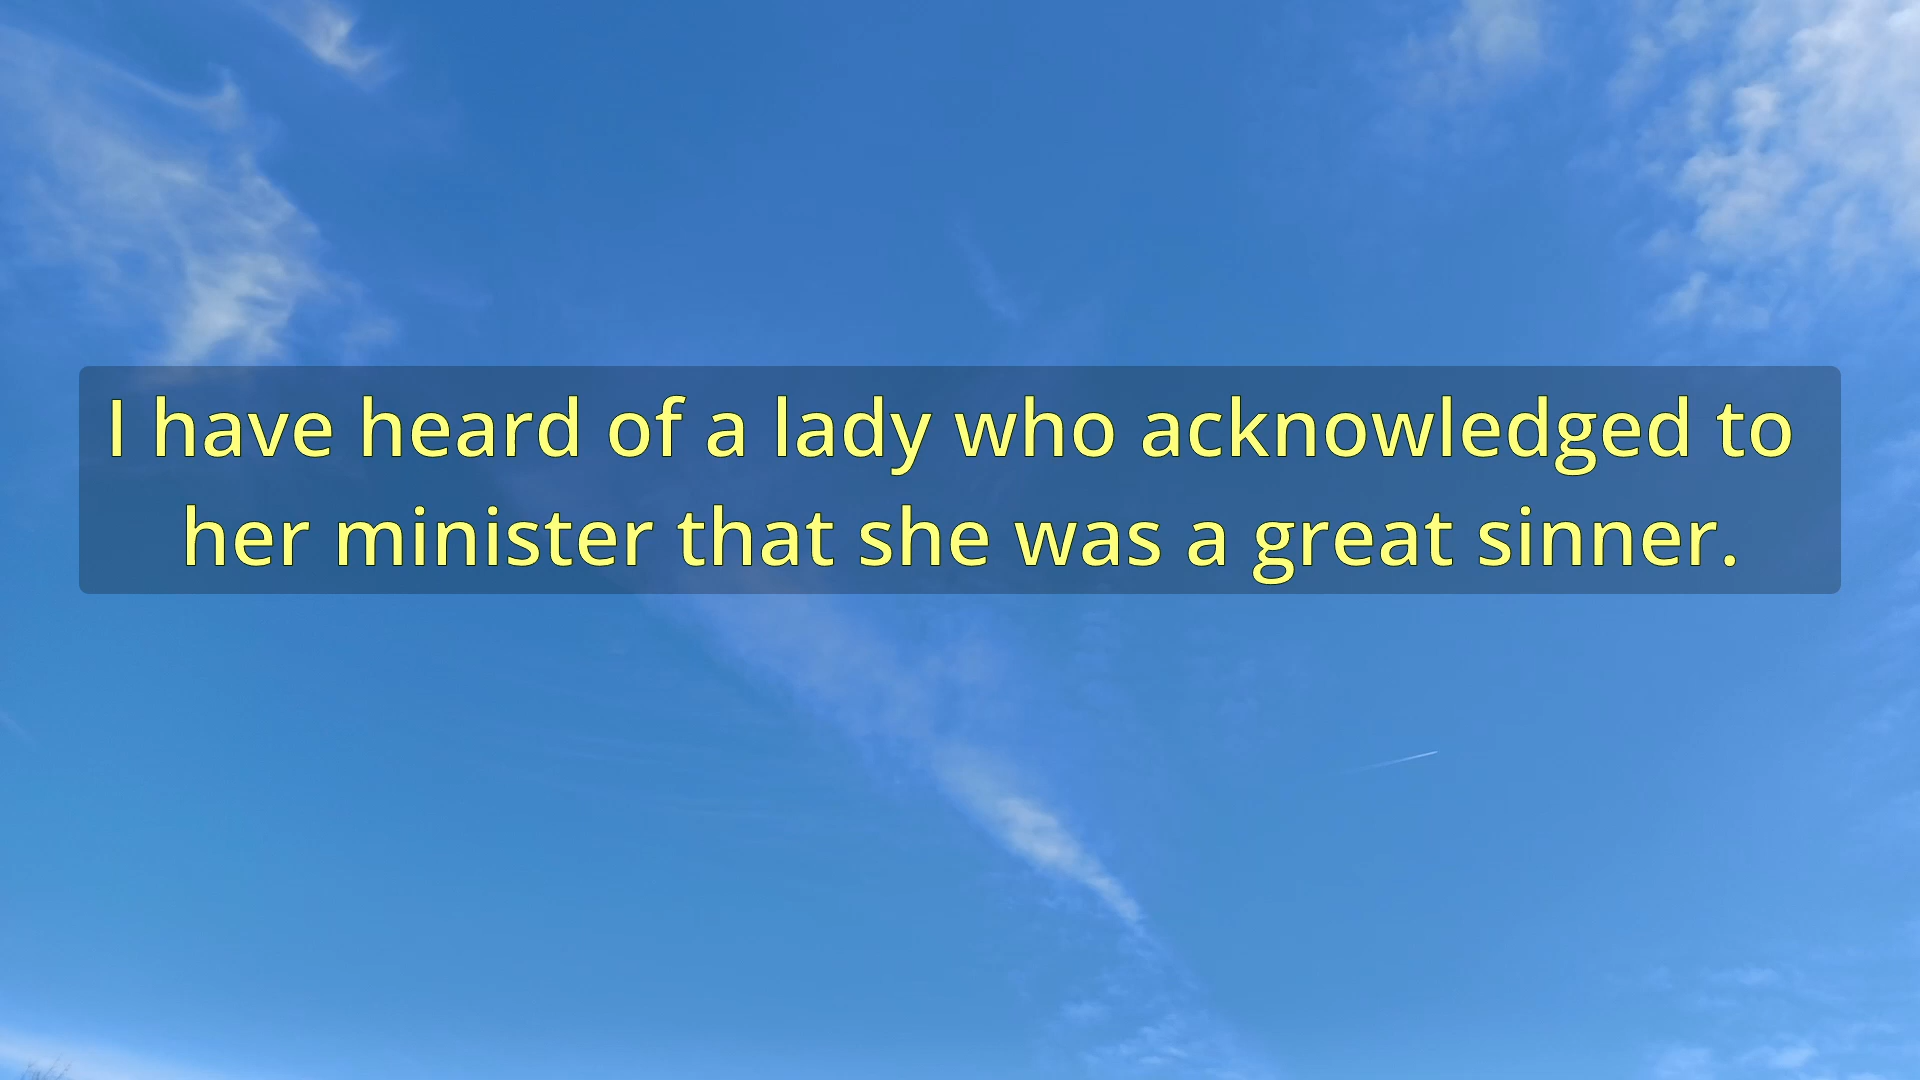 I have heard of a lady who acknowledged to
her minister that she was a great sinner.